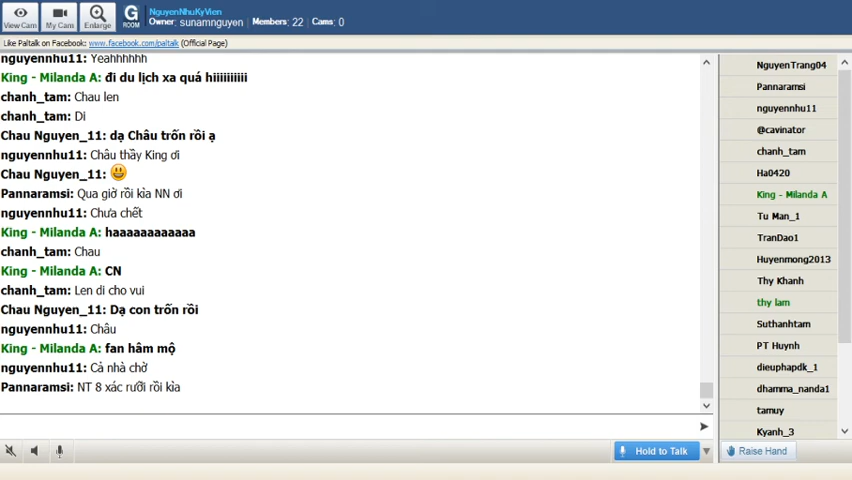 View Cam
My Cam
Enlarge
G
ROOM
NguyenNhuKyVien
Owner: sunamnguyen Members: 22 Cams: 0
Like Paltalk on Facebook: www.facebook.com/paltalk (Official Page)
nguyennhu11: Yeahhhhhh
King - Milanda A: đi du lịch xa quá hiiiiiiiiii
chanh_tam: Chau len
chanh_tam: Di
Chau Nguyen_11: dạ Châu trốn rồi ạ
nguyennhu11: Châu thầy King ơi
Chau Nguyen_11:
Pannaramsi: Qua giờ rồi kìa NN ơi
nguyennhu11: Chưa chết
King - Milanda A: haaaaaaaaaaaa
chanh_tam: Chau
King - Milanda A: CN
chanh_tam: Len di cho vui
Chau Nguyen_11: Dạ con trốn rồi
nguyennhu11: Châu
King - Milanda A: fan hâm mộ
nguyennhu11: Cả nhà chờ
Pannaramsi: NT 8 xác rưỡi rồi kìa
Hold to Talk
NguyenTrang04
Pannaramsi
nguyennhu11
@cavinator
chanh_tam
Ha0420
King - Milanda A
Tu Man_1
TranDao1
Huyenmong2013
Thy Khanh
thy lam
Suthanhtam
PT Huynh
dieuphapdk_1
dhamma_nanda1
tamuy
Kyanh_3
Raise Hand